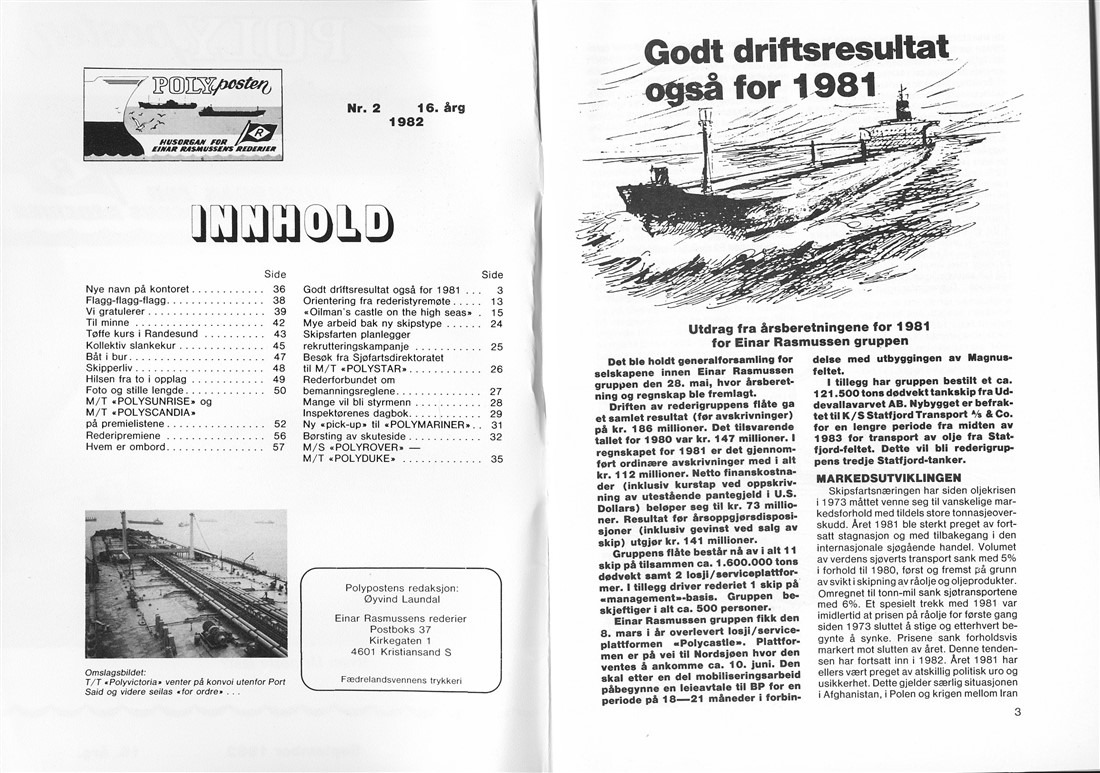 POLYposten
HUSORGAN FOR
EINAR RASMUSSENS REDERIER
R
Nr. 2 16. årg
1982
INNHOLD
Side
Nye navn på kontoret . . . . . . . . . . . . 36
Flagg-flagg-flagg. . . . . . . . . . . . . . . . 38
Vi gratulerer . . . . . . . . . . . . . . . . . . . 39
Til minne . . . . . . . . . . . . . . . . . . . . . 42
Tøffe kurs i Randesund . . . . . . . . . . 43
Kollektiv slankekur . . . . . . . . . . . . . . 45
Båt i bur. . . . . . . . . . . . . . . . . . . . . . 47
Skipperliv . . . . . . . . . . . . . . . . . . . . . 48
Hilsen fra to i opplag . . . . . . . . . . . . 49
Foto og stille lengde. . . . . . . . . . . . . 50
M/T «POLYSUNRISE» og
M/T «POLYSCANDIA»
på premielistene . . . . . . . . . . . . . . . 52
Rederipremiene . . . . . . . . . . . . . . . . 56
Hvem er ombord. . . . . . . . . . . . . . . . 57
Side
Godt driftsresultat også for 1981 . . . 3
Orientering fra rederistyremøte . . . . . 13
«Oilman's castle on the high seas» . 15
Mye arbeid bak ny skipstype . . . . . . 24
Skipsfarten planlegger
rekrutteringskampanje . . . . . . . . . . . 25
Besøk fra Sjøfartsdirektoratet
til M/T «POLYSTAR» . . . . . . . . . . . . . 26
Rederforbundet om
bemanningsreglene. . . . . . . . . . . . . . 27
Mange vil bli styrmenn . . . . . . . . . . . 28
Inspektørenes dagbok. . . . . . . . . . . . 29
Ny «pick-up» til «POLYMARINER». . 31
Børsting av skuteside . . . . . . . . . . . . 32
M/S «POLYROVER» —
M/T «POLYDUKE» . . . . . . . . . . . . . . 35
Omslagsbildet:
T/T «Polyvictoria» venter på konvoi utenfor Port
Said og videre seilas «for ordre» . . .
Polypostens redaksjon:
Øyvind Laundal
Einar Rasmussens rederier
Postboks 37
Kirkegaten 1
4601 Kristiansand S
Fædrelandsvennens trykkeri
Godt driftsresultat
også for 1981
Utdrag fra årsberetningene for 1981
for Einar Rasmussen gruppen
Det ble holdt generalforsamling for
selskapene innen Einar Rasmussen
gruppen den 28. mai, hvor årsberet-
ning og regnskap ble fremlagt.
Driften av rederigruppens flåte ga
et samlet resultat (før avskrivninger)
på kr. 186 millioner. Det tilsvarende
tallet for 1980 var kr. 147 millioner. I
regnskapet for 1981 er det gjennom-
ført ordinære avskrivninger med i alt
kr. 112 millioner. Netto finanskostna-
der (inklusiv kurstap ved oppskriv-
ning av utestående pantegjeld i U.S.
Dollars) beløper seg til kr. 73 millio-
ner. Resultat før årsoppgjørsdisposi-
sjoner (inklusiv gevinst ved salg av
skip) utgjør kr. 141 millioner.
Gruppens flåte består nå av i alt 11
skip på tilsammen ca. 1.600.000 tons
dødvekt samt 2 losji/serviceplattfor-
mer. I tillegg driver rederiet 1 skip på
«management»-basis. Gruppen be-
skjeftiger i alt ca. 500 personer.
Einar Rasmussen gruppen fikk den
8. mars i år overlevert losji/service-
plattformen «Polycastle». Plattfor-
men er på vei til Nordsjøen hvor den
ventes å ankomme ca. 10. juni. Den
skal etter en del mobiliseringsarbeid
påbegynne en leieavtale til BP for en
periode på 18—21 måneder i forbin-
delse med utbyggingen av Magnus-
feltet.
I tillegg har gruppen bestilt et ca.
121.500 tons dødvekt tankskip fra Ud-
devallavarvet AB. Nybygget er befrak-
tet til K/S Statfjord Transport A/S & Co.
for en lengre periode fra midten av
1983 for transport av olje fra Stat-
fjord-feltet. Dette vil bli rederigrup-
pens tredje Statfjord-tanker.
MARKEDSUTVIKLINGEN
Skipsfartsnæringen har siden oljekrisen
i 1973 måttet venne seg til vanskelige mar-
kedsforhold med tildels store tonnasjeover-
skudd. Året 1981 ble sterkt preget av fort-
satt stagnasjon og med tilbakegang i den
internasjonale sjøgående handel. Volumet
av verdens sjøverts transport sank med 5%
i forhold til 1980, først og fremst på grunn
av svikt i skipning av råolje og oljeprodukter.
Omregnet til tonn-mil sank sjøtransportene
med 6%. Et spesielt trekk med 1981 var
imidlertid at prisen på råolje for første gang
siden 1973 sluttet å stige og etterhvert be-
gynte å synke. Prisene sank forholdsvis
markert mot slutten av året. Denne tenden-
sen har fortsatt inn i 1982. Året 1981 har
ellers vært preget av atskillig politisk uro og
usikkerhet. Dette gjelder særlig situasjonen
i Afghanistan, i Polen og krigen mellom Iran
3